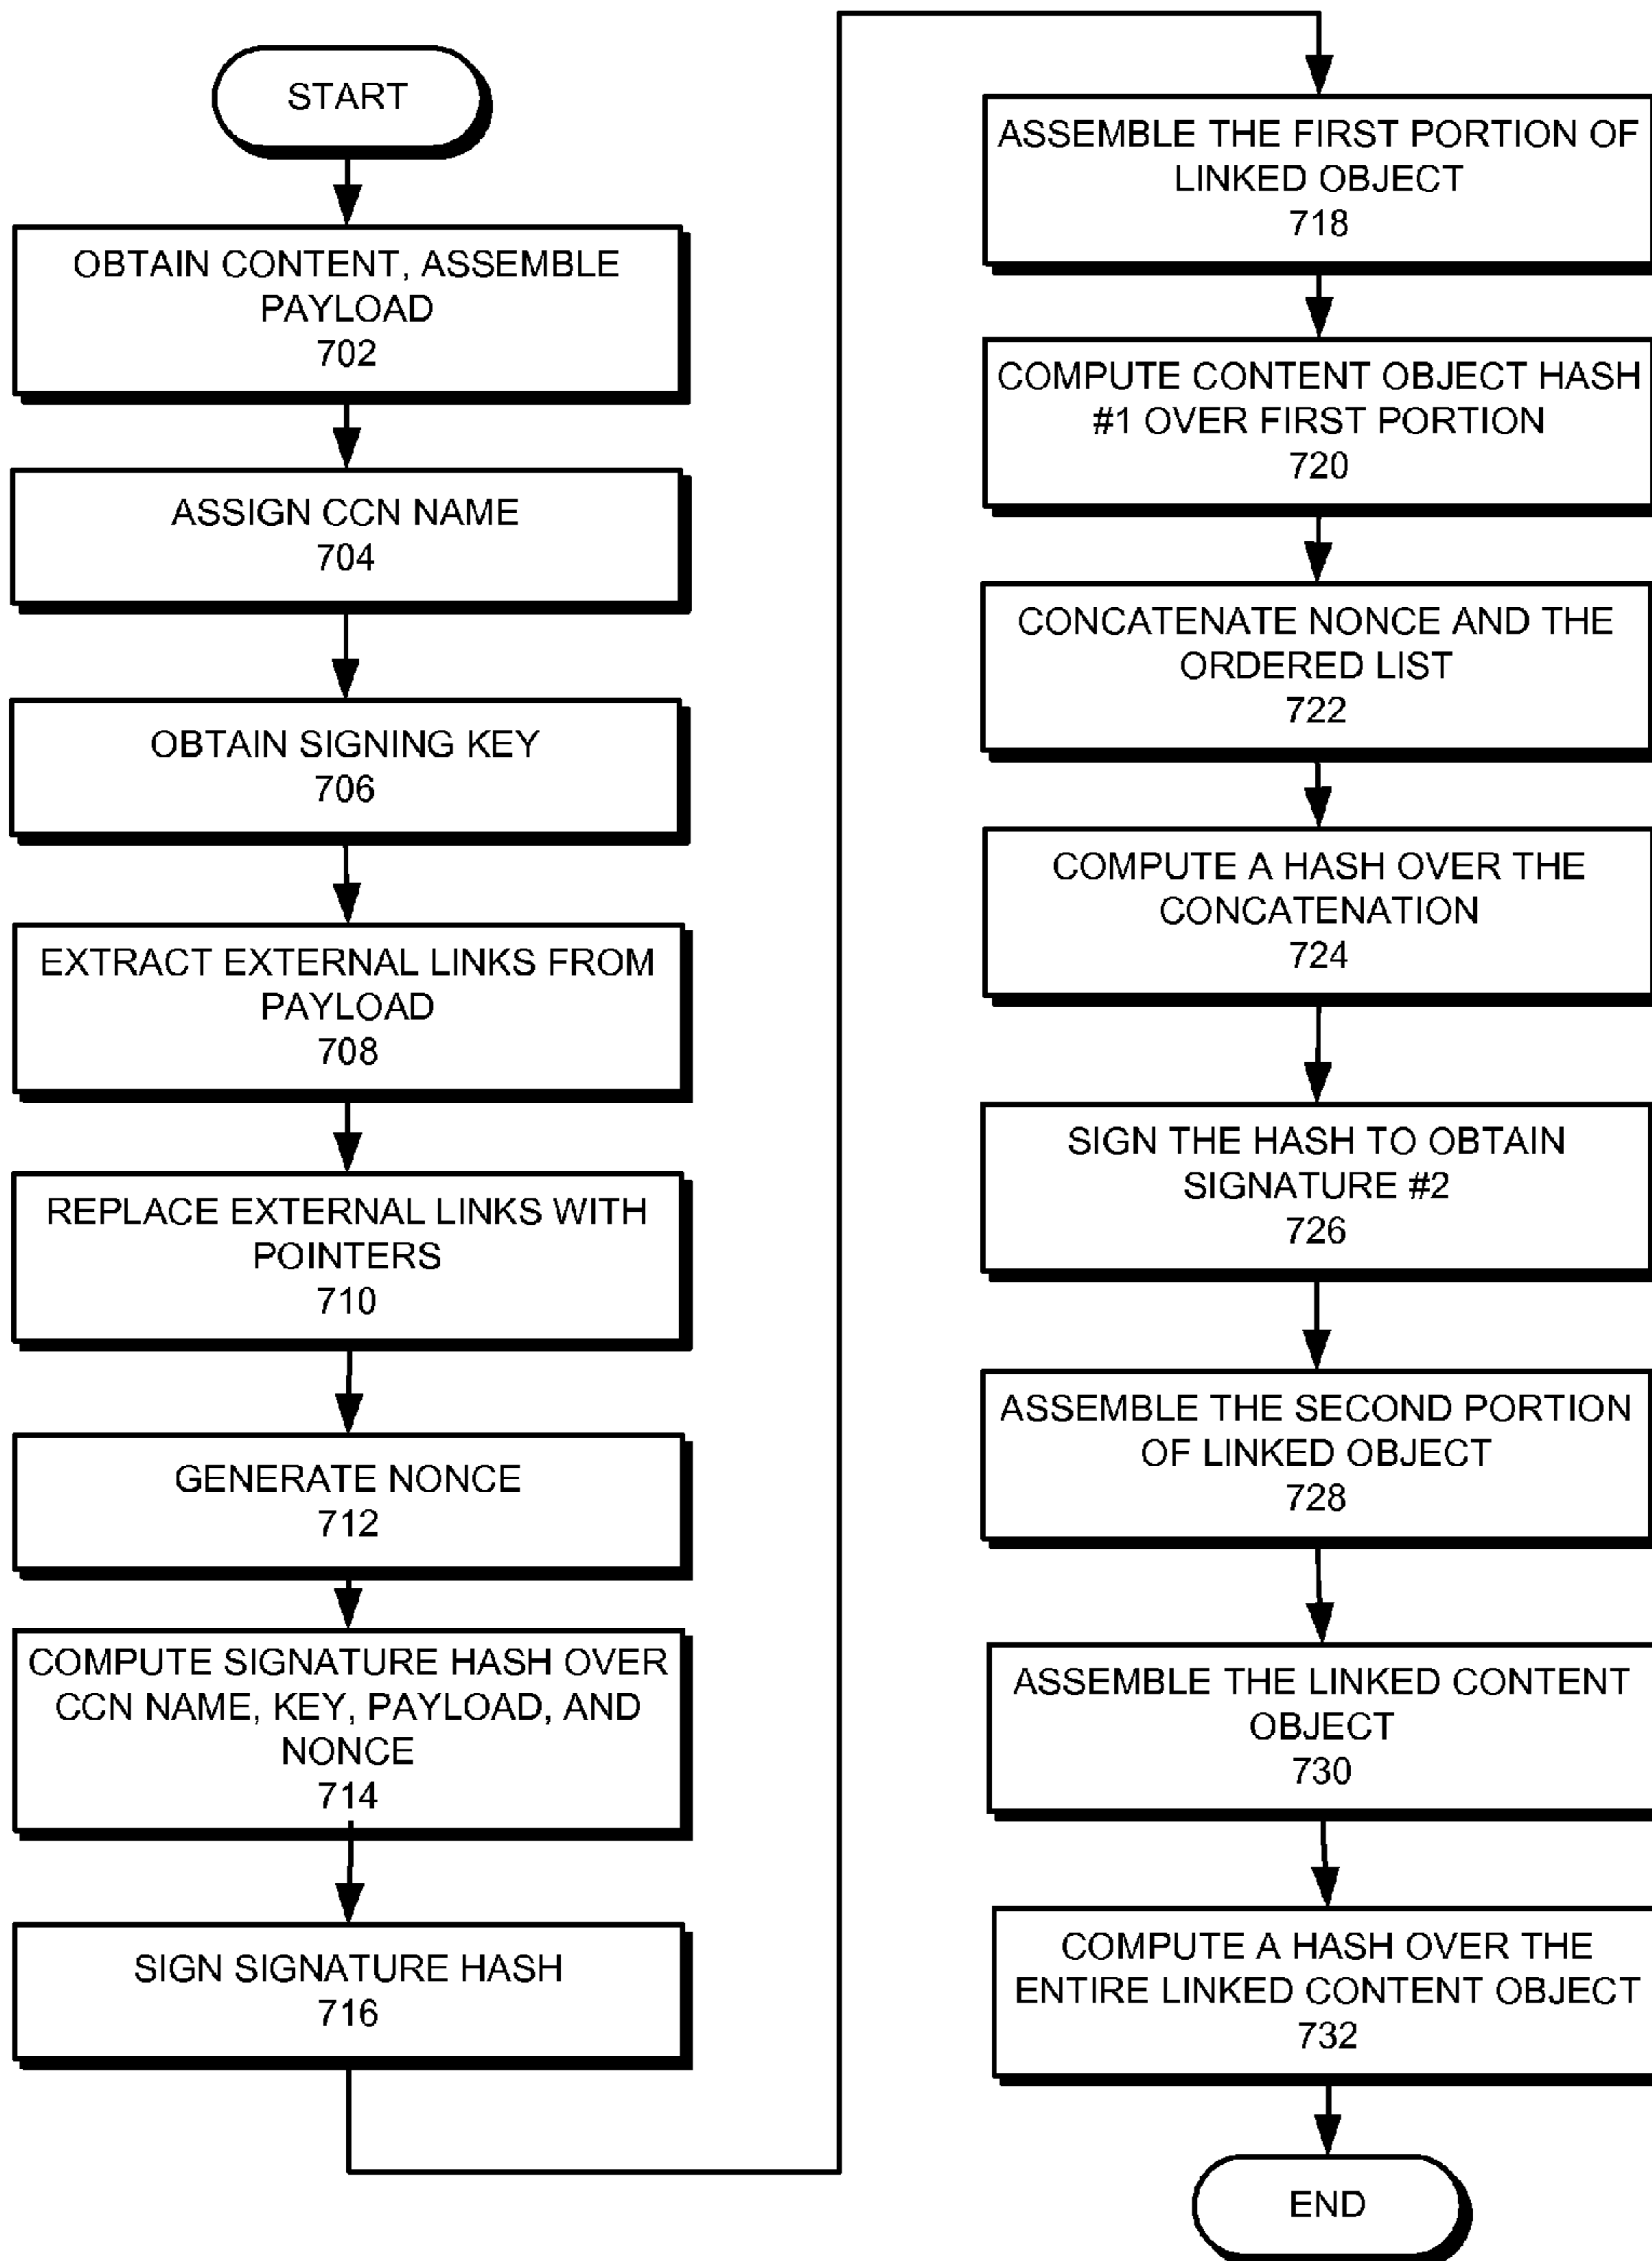 START
OBTAIN CONTENT, ASSEMBLE
PAYLOAD
702
ASSIGN CCN NAME
704
OBTAIN SIGNING KEY
706
EXTRACT EXTERNAL LINKS FROM
PAYLOAD
708
REPLACE EXTERNAL LINKS WITH
POINTERS
710
GENERATE NONCE
712
COMPUTE SIGNATURE HASH OVER
CCN NAME, KEY, PAYLOAD, AND
NONCE
714
SIGN SIGNATURE HASH
716
ASSEMBLE THE FIRST PORTION OF
LINKED OBJECT
718
COMPUTE CONTENT OBJECT HASH
#1 OVER FIRST PORTION
720
CONCATENATE NONCE AND THE
ORDERED LIST
722
COMPUTE A HASH OVER THE
CONCATENATION
724
SIGN THE HASH TO OBTAIN
SIGNATURE #2
726
ASSEMBLE THE SECOND PORTION
OF LINKED OBJECT
728
ASSEMBLE THE LINKED CONTENT
OBJECT
730
COMPUTE A HASH OVER THE
ENTIRE LINKED CONTENT OBJECT
732
END